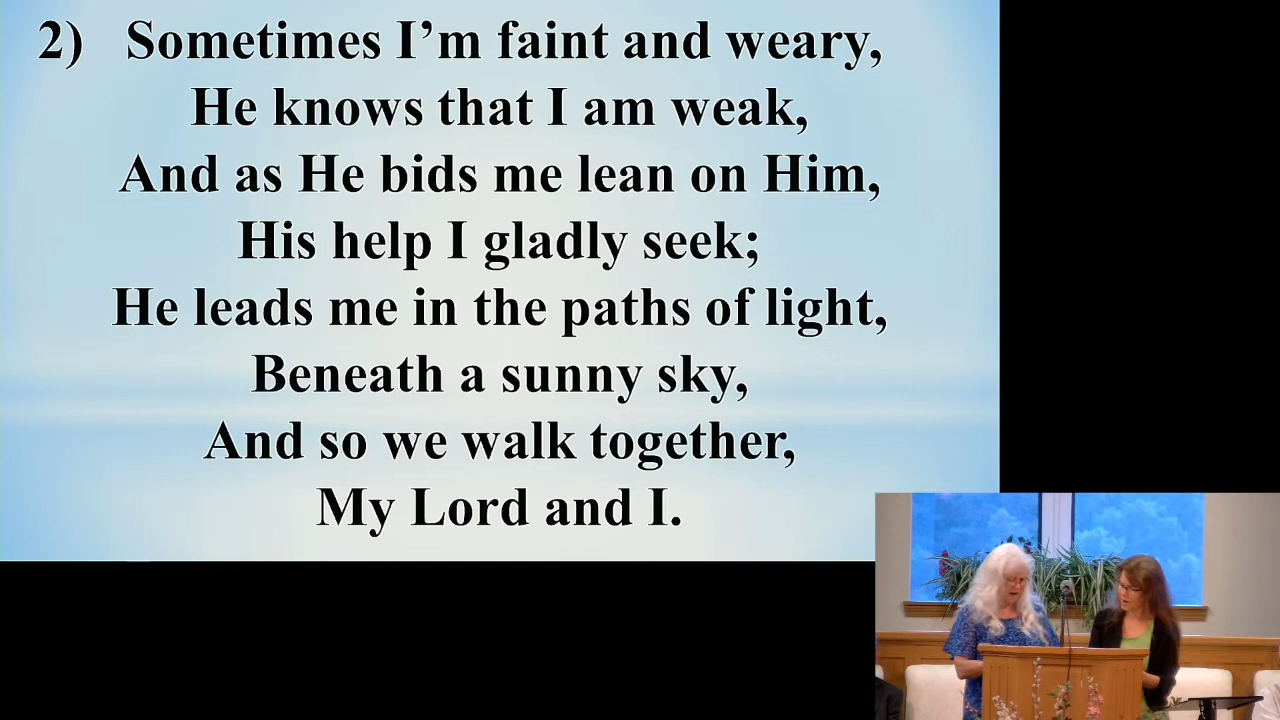 2) Sometimes I’m faint and weary,
He knows that I am weak,
And as He bids me lean on Him,
His help I gladly seek;
He leads me in the paths of light,
Beneath a sunny sky,
And so we walk together,
My Lord and I.